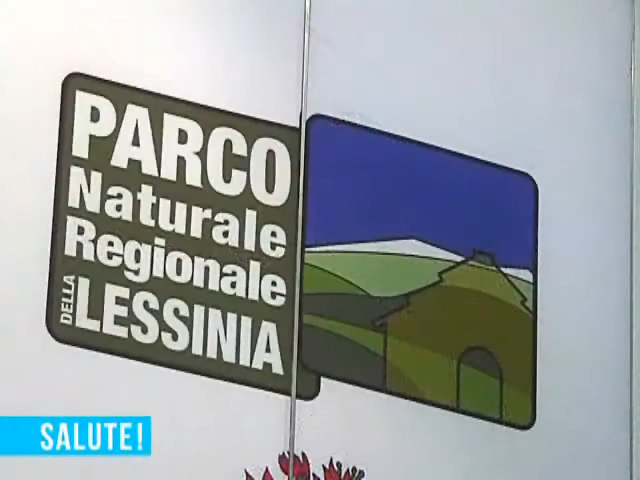 PARCO
Naturale
Regionale
DELLA LESSINIA
SALUTE!